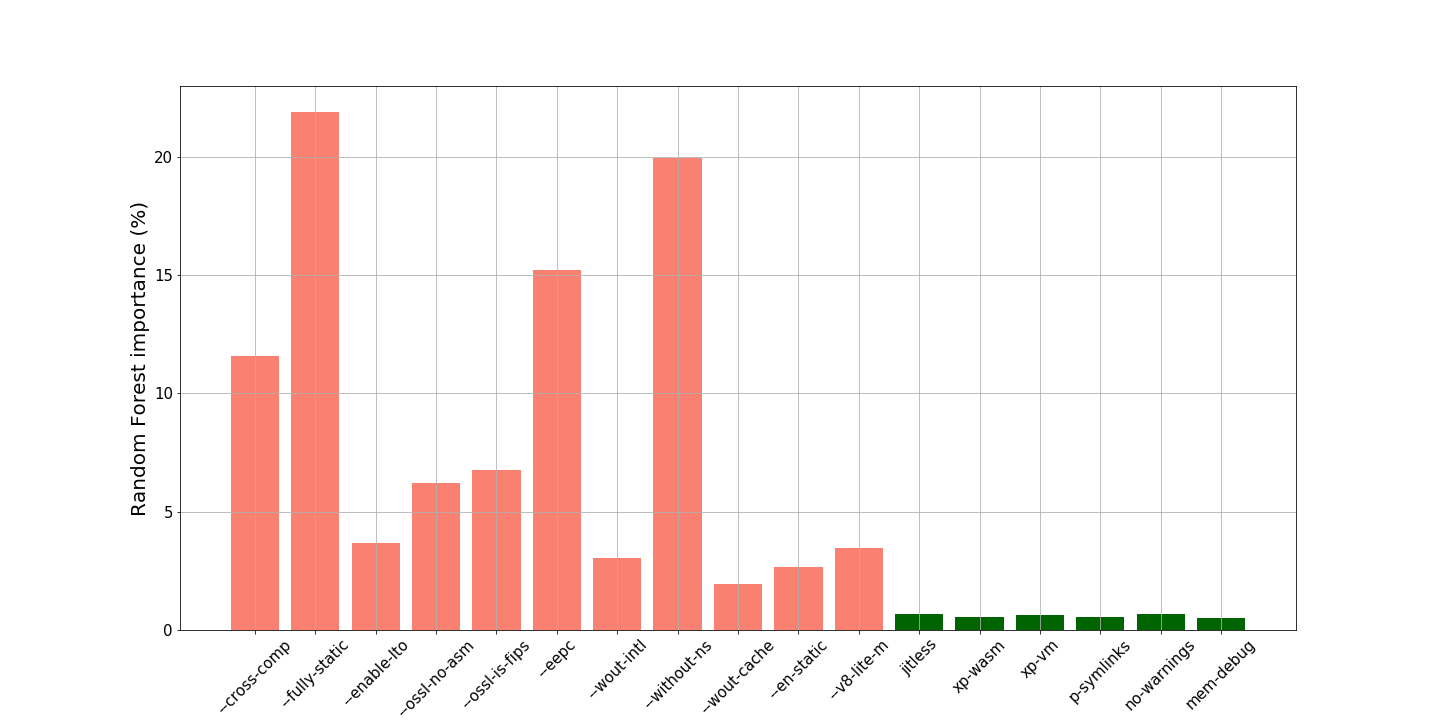 Random Forest importance (%)
20
15
10
5
0
--cross-comp
--fully-static
--enable-lto
--ossl-no-asm
--ossl-is-fips
--eepc
--wout-intl
--without-ns
--wout-cache
--en-static
--v8-lite-m
jitless
xp-wasm
xp-vm
p-symlinks
no-warnings
mem-debug